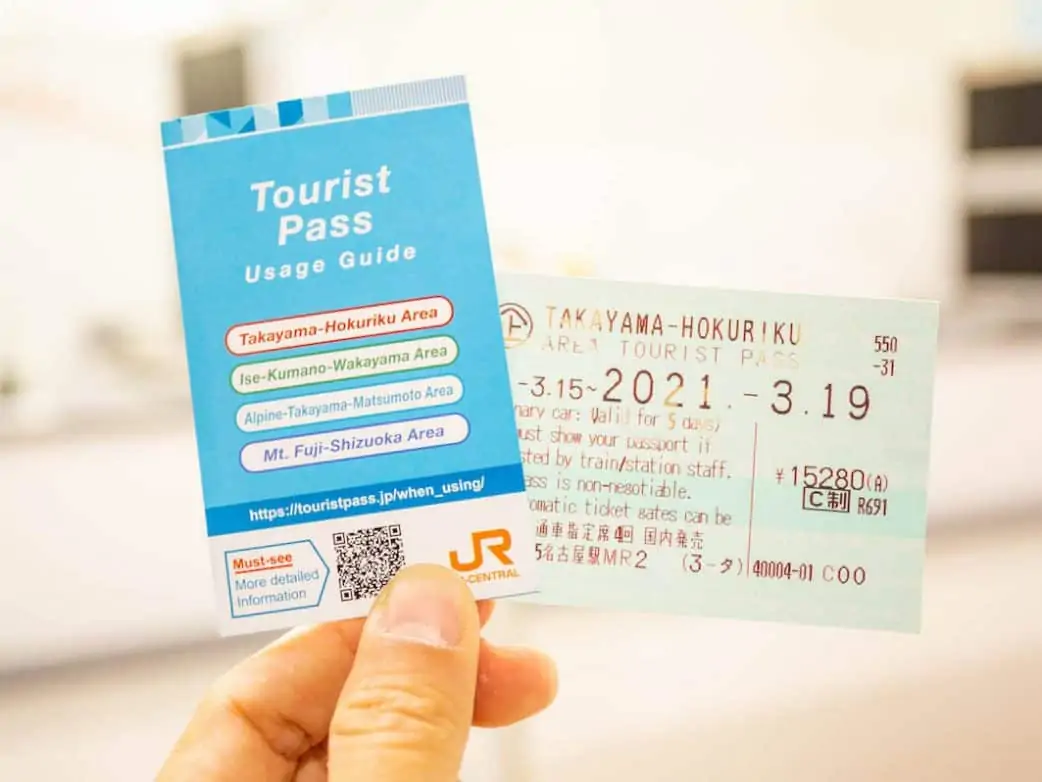 Tourist
Pass
Usage Guide
Takayama-Hokuriku Area
Ise-Kumano-Wakayama Area
Alpine-Takayama-Matsumoto Area
Mt. Fuji-Shizuoka Area
https://touristpass.jp/when_using/
Must-see
More detailed
Information
JR
-CENTRAL
TAKAYAMA-HOKURIKU
AREA TOURIST PASS
550
-31
-3.15~2021.-3.19
nary car: Valid for 5 days)
ust show your passport if
sted by train/station staff.
ass is non-negotiable.
omatic ticket gates can be
¥15280(A)
C制 R691
通車指定席4回 国内発売
5名古屋駅MR2 (3-タ) 40004-01 C00